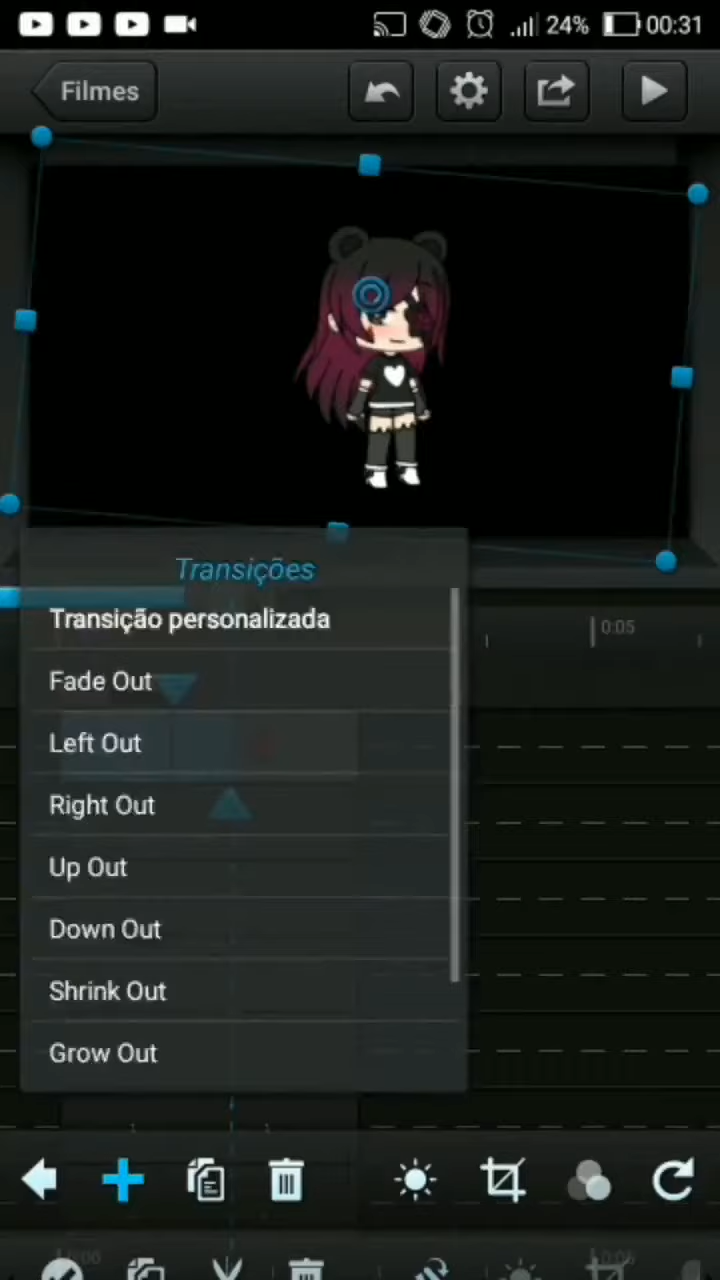 24% 00:31
Filmes
Transições
Transição personalizada
0:05
Fade Out
Left Out
Right Out
Up Out
Down Out
Shrink Out
Grow Out